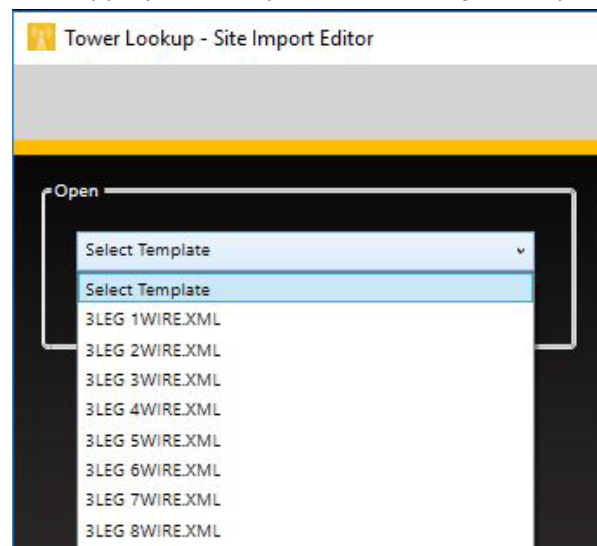 Tower Lookup - Site Import Editor
Open
Select Template
Select Template
3LEG 1WIRE.XML
3LEG 2WIRE.XML
3LEG 3WIRE.XML
3LEG 4WIRE.XML
3LEG 5WIRE.XML
3LEG 6WIRE.XML
3LEG 7WIRE.XML
3LEG 8WIRE.XML